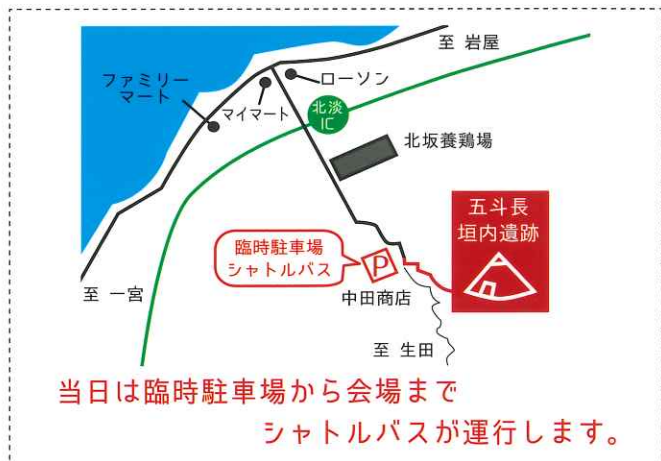 至 岩屋
ファミリー
マート
マイマート
ローソン
北淡
IC
北坂養鶏場
五斗長
垣内遺跡
臨時駐車場
シャトルバス
P
中田商店
至 一宮
至 生田
当日は臨時駐車場から会場まで
シャトルバスが運行します。